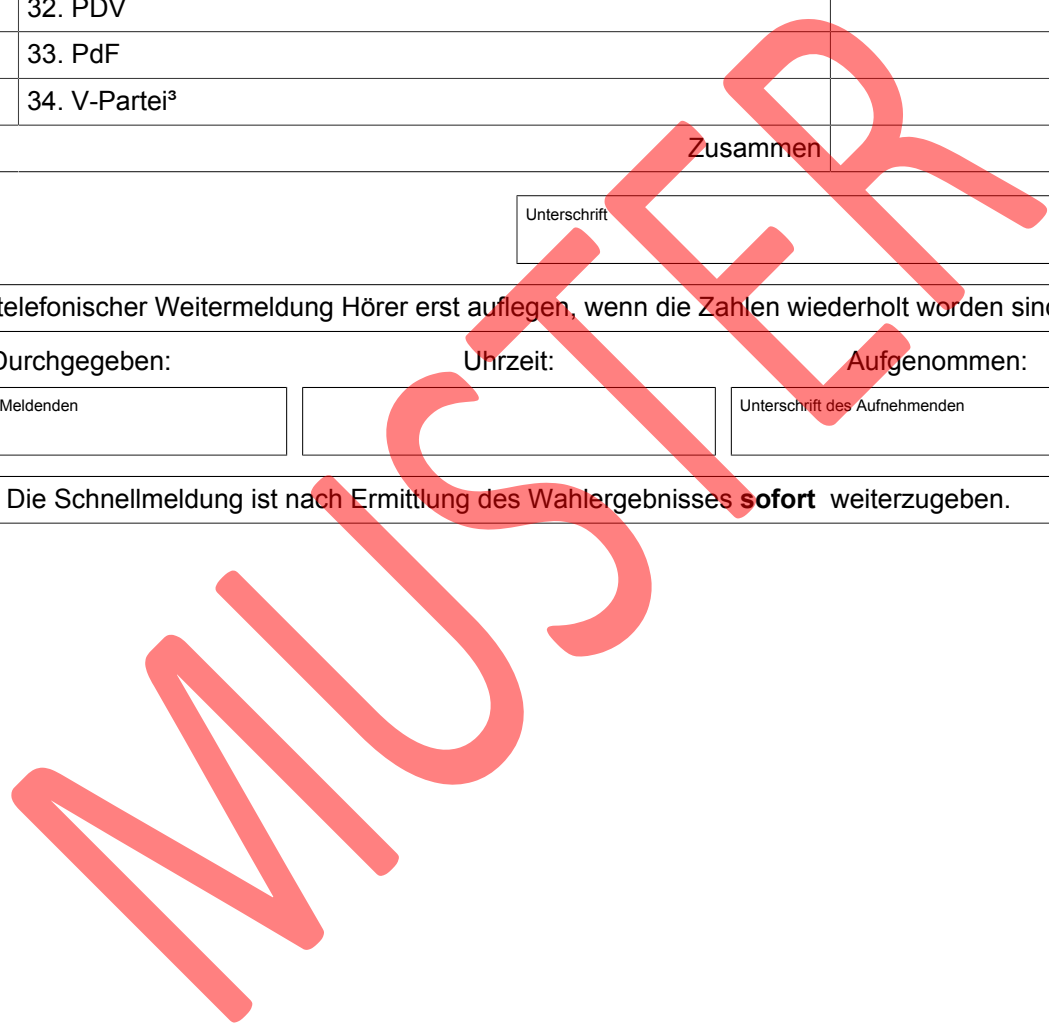 32. PDV
33. PdF
34. V-Partei³
Zusammen
Unterschrift
telefonischer Weitermeldung Hörer erst auflegen, wenn die Zahlen wiederholt worden sind
Durchgegeben: Uhrzeit: Aufgenommen:
Meldenden Unterschrift des Aufnehmenden
Die Schnellmeldung ist nach Ermittlung des Wahlergebnisses sofort weiterzugeben.
MUSTER